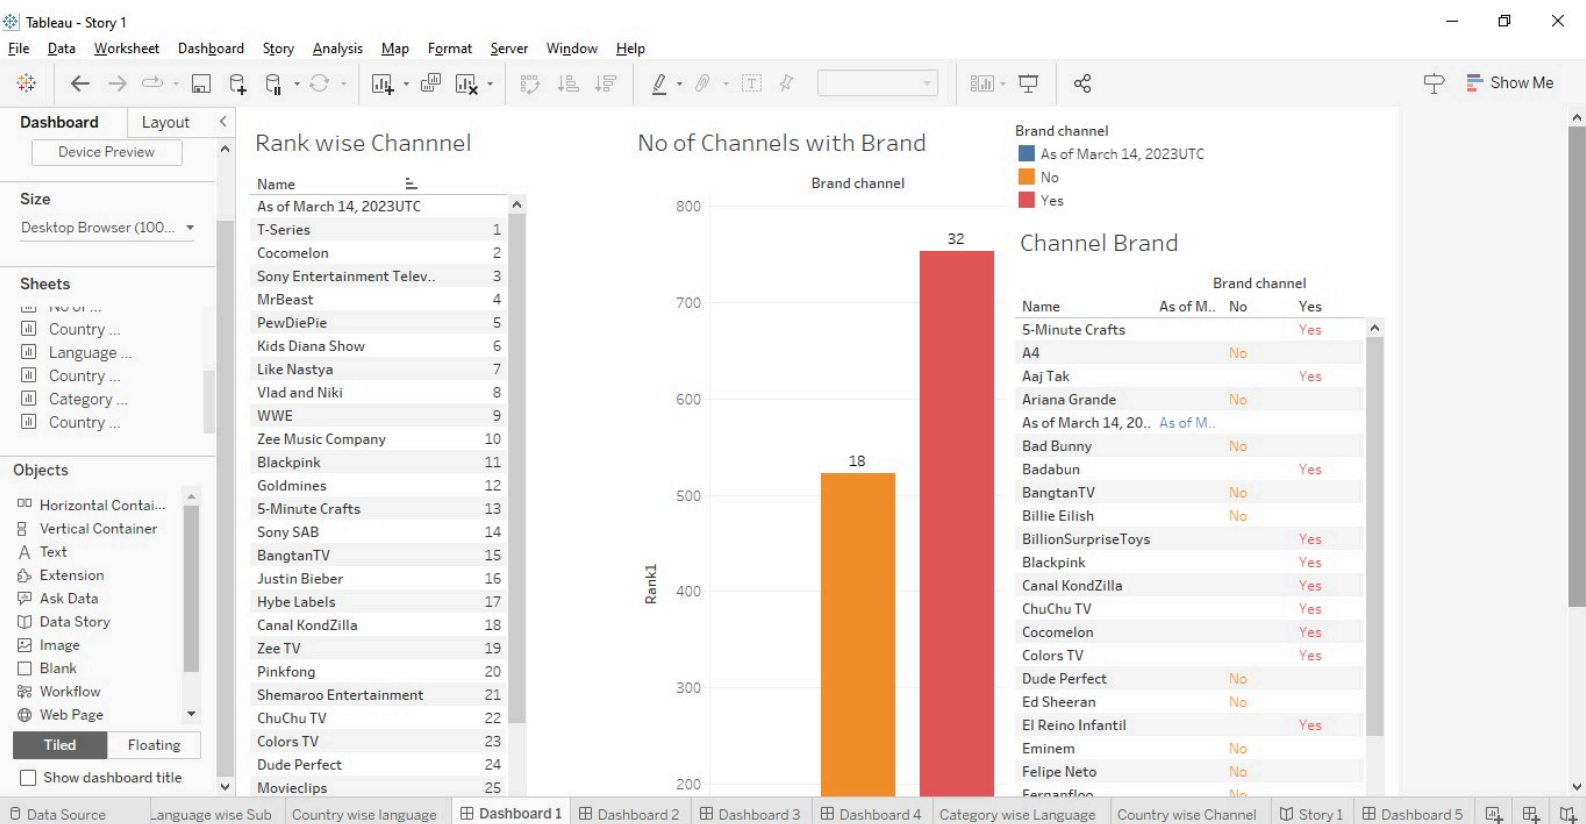 Tableau - Story 1
File Data Worksheet Dashboard Story Analysis Map Format Server Window Help
Show Me
Dashboard Layout
Device Preview
Size
Desktop Browser (100...
Sheets
No of ...
Country ...
Language ...
Country ...
Category ...
Country ...
Objects
Horizontal Contai...
Vertical Container
Text
Extension
Ask Data
Data Story
Image
Blank
Workflow
Web Page
Tiled Floating
Show dashboard title
Rank wise Channnel
Name
As of March 14, 2023UTC
T-Series 1
Cocomelon 2
Sony Entertainment Telev.. 3
MrBeast 4
PewDiePie 5
Kids Diana Show 6
Like Nastya 7
Vlad and Niki 8
WWE 9
Zee Music Company 10
Blackpink 11
Goldmines 12
5-Minute Crafts 13
Sony SAB 14
BangtanTV 15
Justin Bieber 16
Hybe Labels 17
Canal KondZilla 18
Zee TV 19
Pinkfong 20
Shemaroo Entertainment 21
ChuChu TV 22
Colors TV 23
Dude Perfect 24
Movieclips 25
No of Channels with Brand
Brand channel
800
700
600
500
400
300
200
Rank1
18
32
Brand channel
As of March 14, 2023UTC
No
Yes
Channel Brand
Brand channel
Name As of M.. No Yes
5-Minute Crafts Yes
A4 No
Aaj Tak Yes
Ariana Grande No
As of March 14, 20.. As of M..
Bad Bunny No
Badabun Yes
BangtanTV No
Billie Eilish No
BillionSurpriseToys Yes
Blackpink Yes
Canal KondZilla Yes
ChuChu TV Yes
Cocomelon Yes
Colors TV Yes
Dude Perfect No
Ed Sheeran No
El Reino Infantil Yes
Eminem No
Felipe Neto No
Fernanfloo No
Data Source Language wise Sub Country wise language Dashboard 1 Dashboard 2 Dashboard 3 Dashboard 4 Category wise Language Country wise Channel Story 1 Dashboard 5